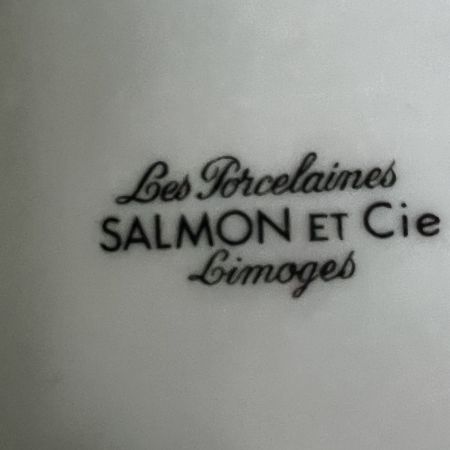 Les Porcelaines
SALMON ET Cie
Limoges